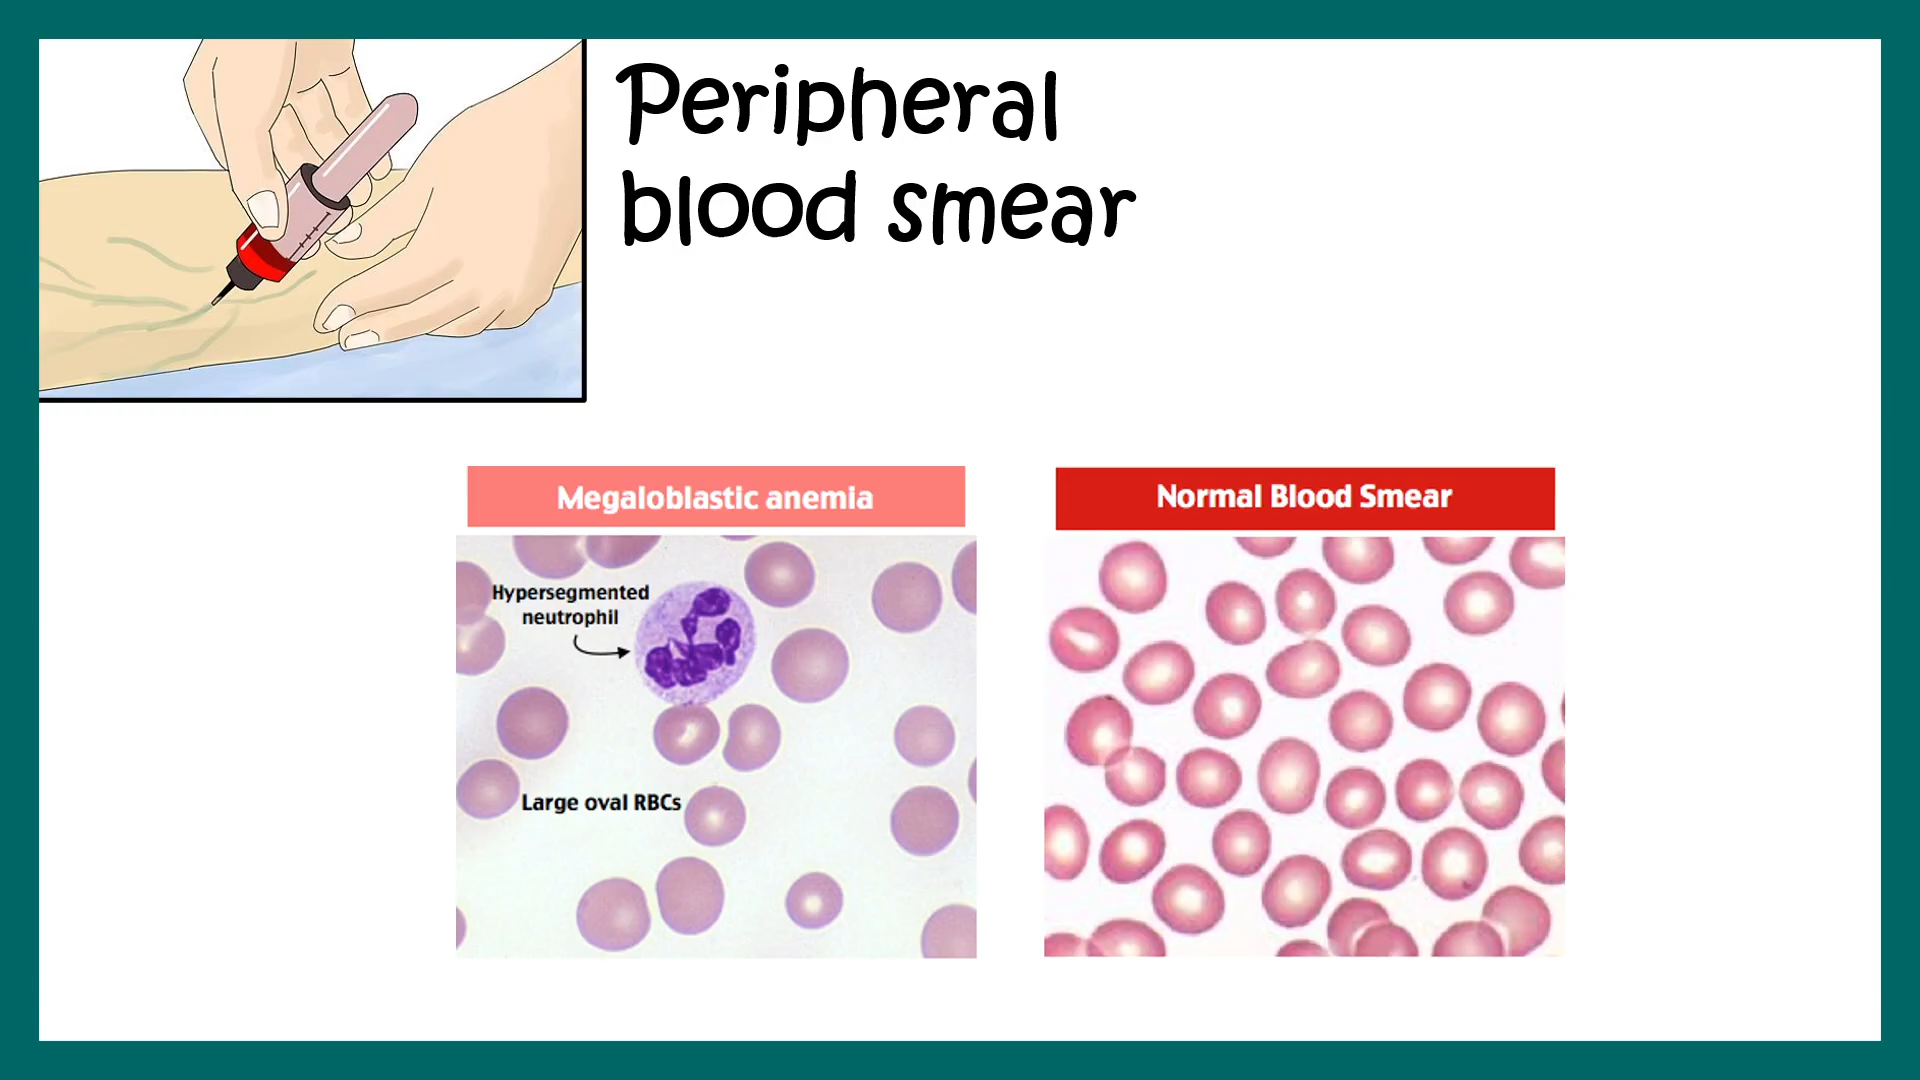 Peripheral
blood smear
Megaloblastic anemia
Hypersegmented
neutrophil
Large oval RBCs
Normal Blood Smear